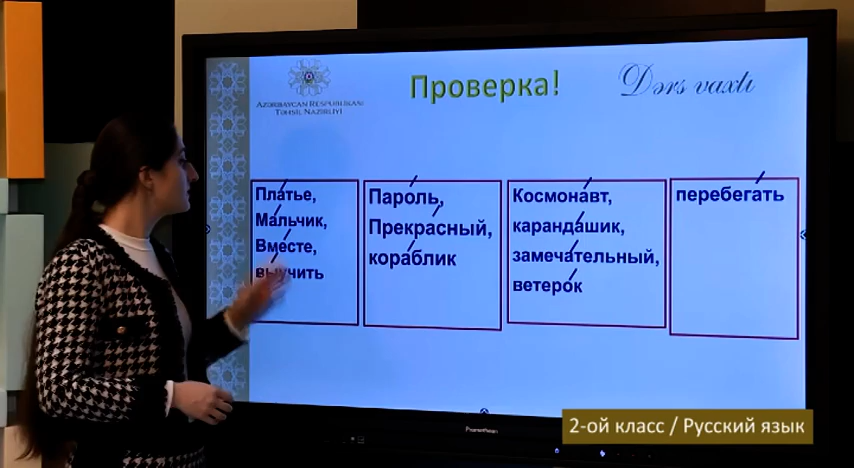 AZƏRBAYCAN RESPUBLİKASI
TƏHSİL NAZİRLİYİ
Проверка!
Dərs vaxtı
Платье,
Мальчик,
Вместе,
выучить
Пароль,
Прекрасный,
кораблик
Космонавт,
карандашик,
замечательный,
ветерок
перебегать
Promethean
2-ой класс / Русский язык